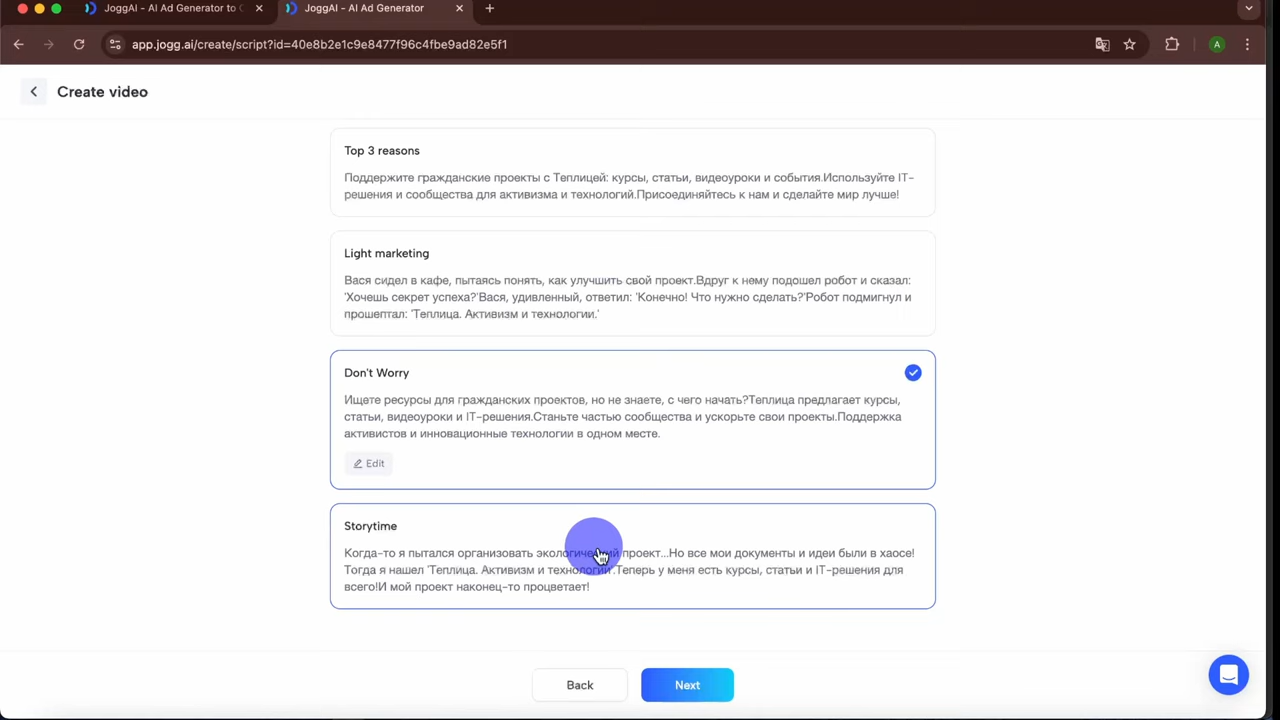 JoggAI - AI Ad Generator to C
JoggAI - AI Ad Generator
app.jogg.ai/create/script?id=40e8b2e1c9e8477f96c4fbe9ad82e5f1
A
Create video
Top 3 reasons
Поддержите гражданские проекты с Теплицей: курсы, статьи, видеоуроки и события.Используйте IT-
решения и сообщества для активизма и технологий.Присоединяйтесь к нам и сделайте мир лучше!
Light marketing
Вася сидел в кафе, пытаясь понять, как улучшить свой проект.Вдруг к нему подошел робот и сказал:
'Хочешь секрет успеха?'Вася, удивленный, ответил: 'Конечно! Что нужно сделать?'Робот подмигнул и
прошептал: 'Теплица. Активизм и технологии.'
Don't Worry
Ищете ресурсы для гражданских проектов, но не знаете, с чего начать?Теплица предлагает курсы,
статьи, видеоуроки и IT-решения.Станьте частью сообщества и ускорьте свои проекты.Поддержка
активистов и инновационные технологии в одном месте.
Edit
Storytime
Когда-то я пытался организовать экологический проект...Но все мои документы и идеи были в хаосе!
Тогда я нашел 'Теплица. Активизм и технологии'.Теперь у меня есть курсы, статьи и IT-решения для
всего!И мой проект наконец-то процветает!
Back
Next